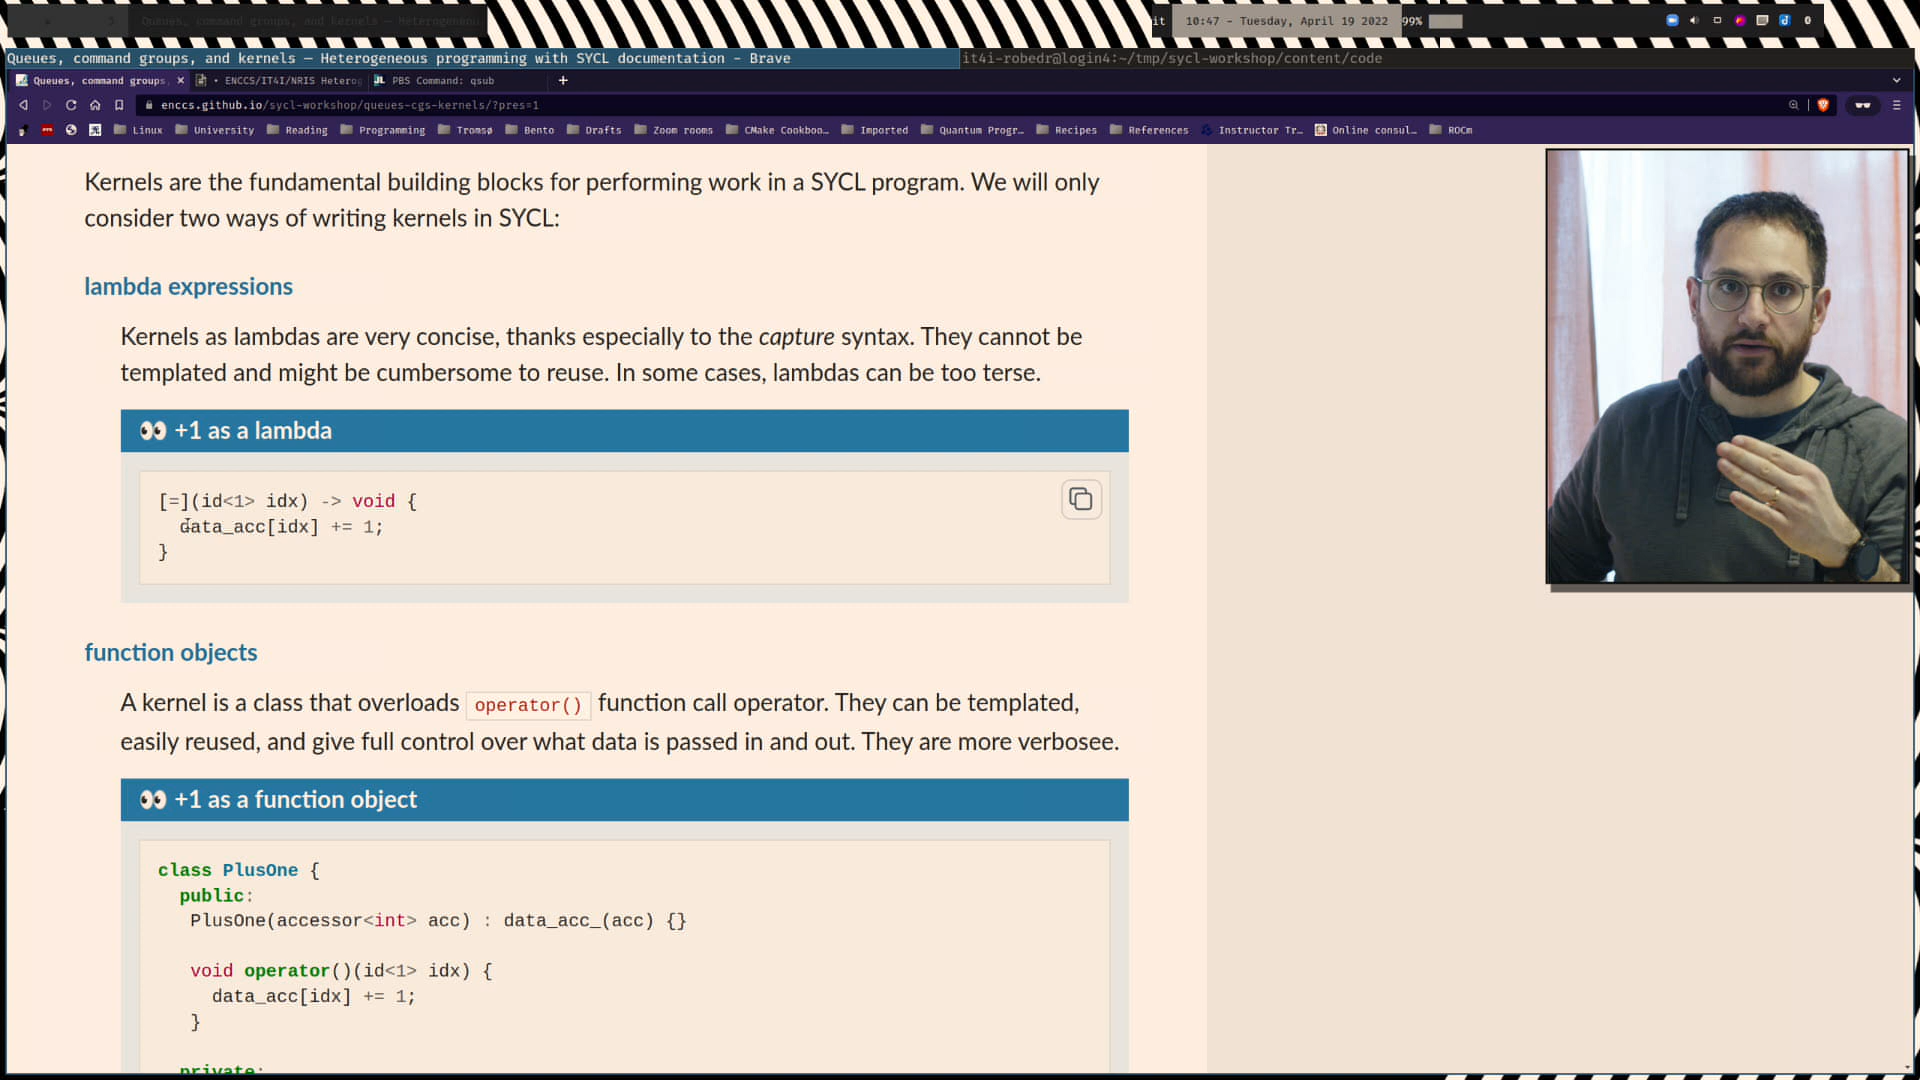 Queues, command groups, and kernels — Heterogeneou
it
10:47 - Tuesday, April 19 2022
99%
Queues, command groups, and kernels — Heterogeneous programming with SYCL documentation - Brave
it4i-robedr@login4:~/tmp/sycl-workshop/content/code
Queues, command groups,
· ENCCS/IT4I/NRIS Heterog
PBS Command: qsub
enccs.github.io/sycl-workshop/queues-cgs-kernels/?pres=1
Linux University Reading Programming Tromsø Bento Drafts Zoom rooms CMake Cookboo… Imported Quantum Progr… Recipes References Instructor Tr… Online consul… ROCm
Kernels are the fundamental building blocks for performing work in a SYCL program. We will only
consider two ways of writing kernels in SYCL:
lambda expressions
Kernels as lambdas are very concise, thanks especially to the capture syntax. They cannot be
templated and might be cumbersome to reuse. In some cases, lambdas can be too terse.
👀 +1 as a lambda
[=](id<1> idx) -> void {
data_acc[idx] += 1;
}
function objects
A kernel is a class that overloads operator() function call operator. They can be templated,
easily reused, and give full control over what data is passed in and out. They are more verbosee.
👀 +1 as a function object
class PlusOne {
public:
PlusOne(accessor<int> acc) : data_acc_(acc) {}
void operator()(id<1> idx) {
data_acc[idx] += 1;
}
private: